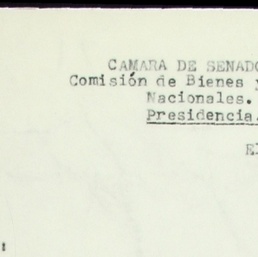 CAMARA DE SENADO
Comisión de Bienes y
Nacionales.
Presidencia.
El